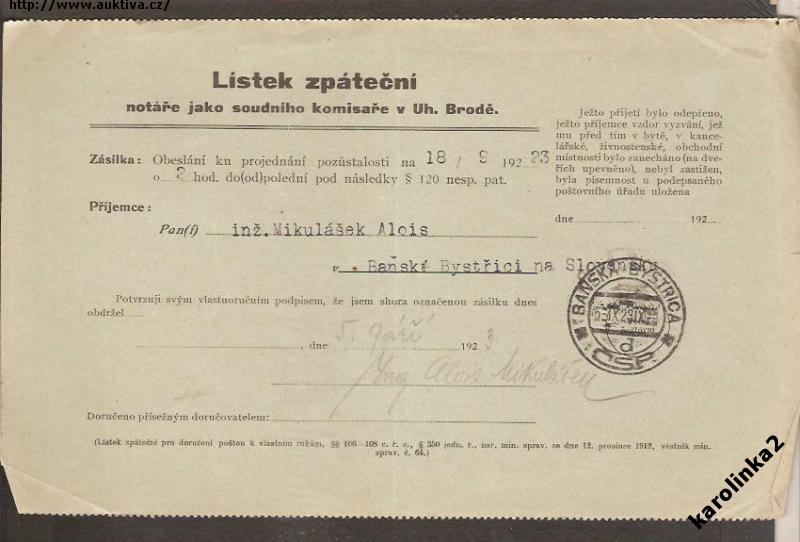 http://www.auktiva.cz/
Lístek zpáteční
notáře jako soudního komisaře v Uh. Brodě.
Zásilka: Obeslání ku projednání pozůstalosti na 18 / 9 192 23
o 2 hod. do(od)polední pod následky § 120 nesp. pat.
Příjemce:
Pan(í) inž.Mikulášek Alois
v Baňské Bystřici na Slovensku
Ježto přijetí bylo odepřeno,
ježto příjemce vzdor vyzvání, jež
mu před tím v bytě, v kance-
lářské, živnostenské, obchodní
místnosti bylo zanecháno (na dve-
řích upevněno), nebyl zastižen,
byla písemnost u podepsaného
poštovního úřadu uložena
dne 192
BAŇSKÁ BYSTRICA
d
ČSP.
Potvrzuji svým vlastnoručním podpisem, že jsem shora označenou zásilku dnes
obdržel
, dne 5. září 192 3
Ing Alois Mikulášek
Doručeno přísežným doručovatelem:
(Lístek zpáteční pro doručení poštou k vlastním rukám, §§ 106-108 c. ř. s., § 350 jedn. ř., nař. min. sprav. ze dne 12. prosince 1912, věstník min.
sprav. č. 64.)
karolinka2